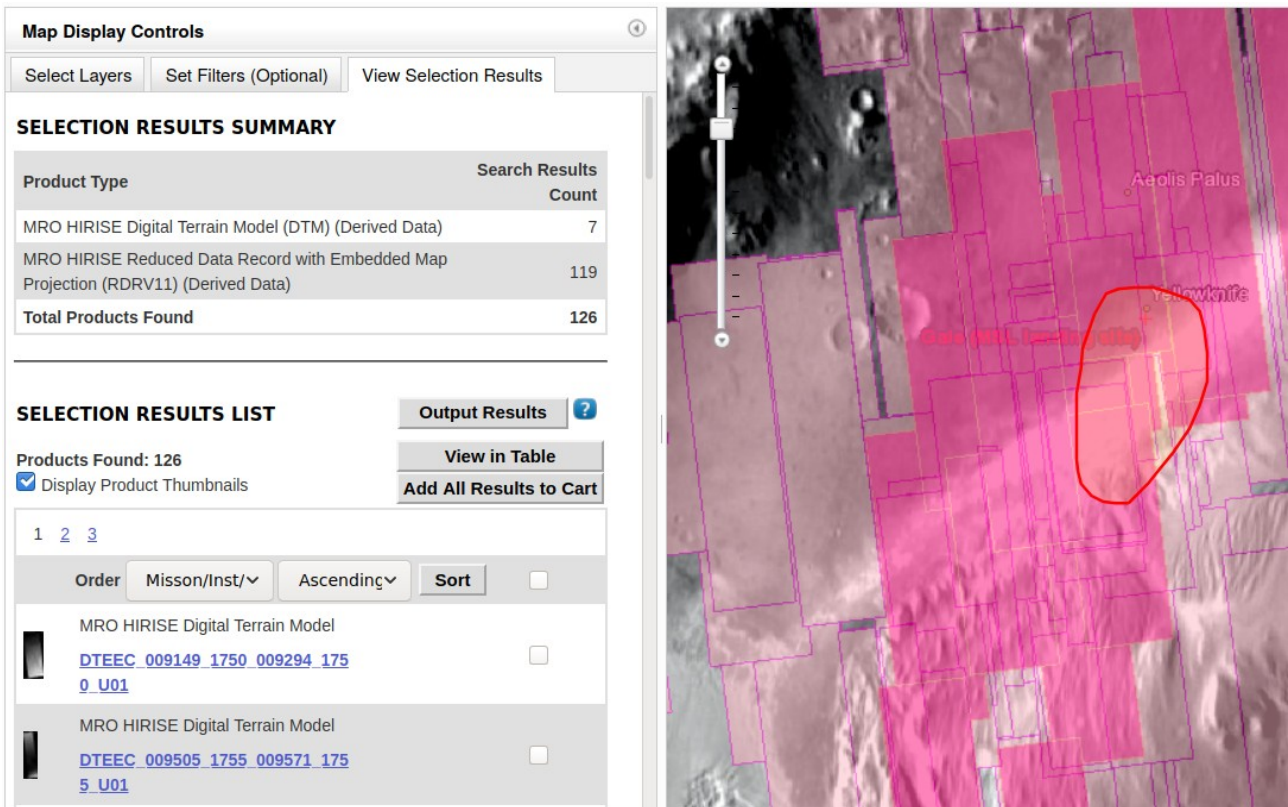 Map Display Controls
Select Layers
Set Filters (Optional)
View Selection Results
SELECTION RESULTS SUMMARY
Product Type
Search Results
Count
MRO HIRISE Digital Terrain Model (DTM) (Derived Data)
7
MRO HIRISE Reduced Data Record with Embedded Map
Projection (RDRV11) (Derived Data)
119
Total Products Found
126
SELECTION RESULTS LIST
Output Results
?
Products Found: 126
View in Table
Display Product Thumbnails
Add All Results to Cart
1 2 3
Order
Misson/Inst/
Ascending
Sort
MRO HIRISE Digital Terrain Model
DTEEC_009149_1750_009294_175
0_U01
MRO HIRISE Digital Terrain Model
DTEEC_009505_1755_009571_175
5_U01
Aeolis Palus
Yellowknife
Gale (MSL landing site)